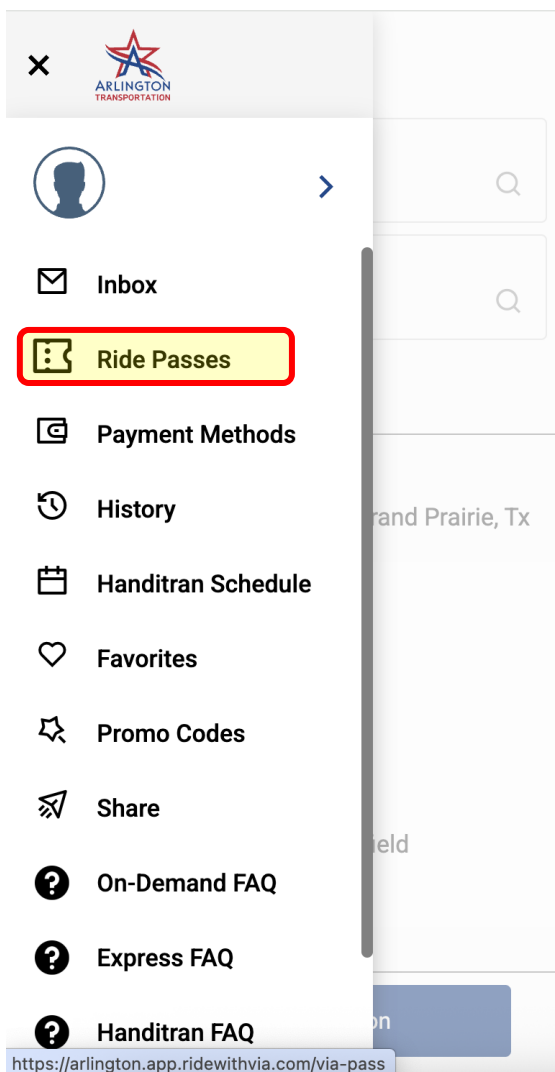 ARLINGTON
TRANSPORTATION
Inbox
Ride Passes
Payment Methods
History
rand Prairie, Tx
Handitran Schedule
Favorites
Promo Codes
Share
ield
On-Demand FAQ
Express FAQ
Handitran FAQ
on
https://arlington.app.ridewithvia.com/via-pass